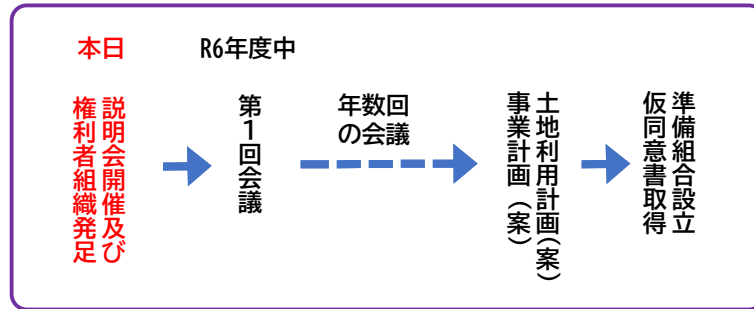 本日
説明会開催及び
権利者組織発足
R6年度中
第1回会議
年数回
の会議
土地利用計画(案)
事業計画(案)
準備組合設立
仮同意書取得